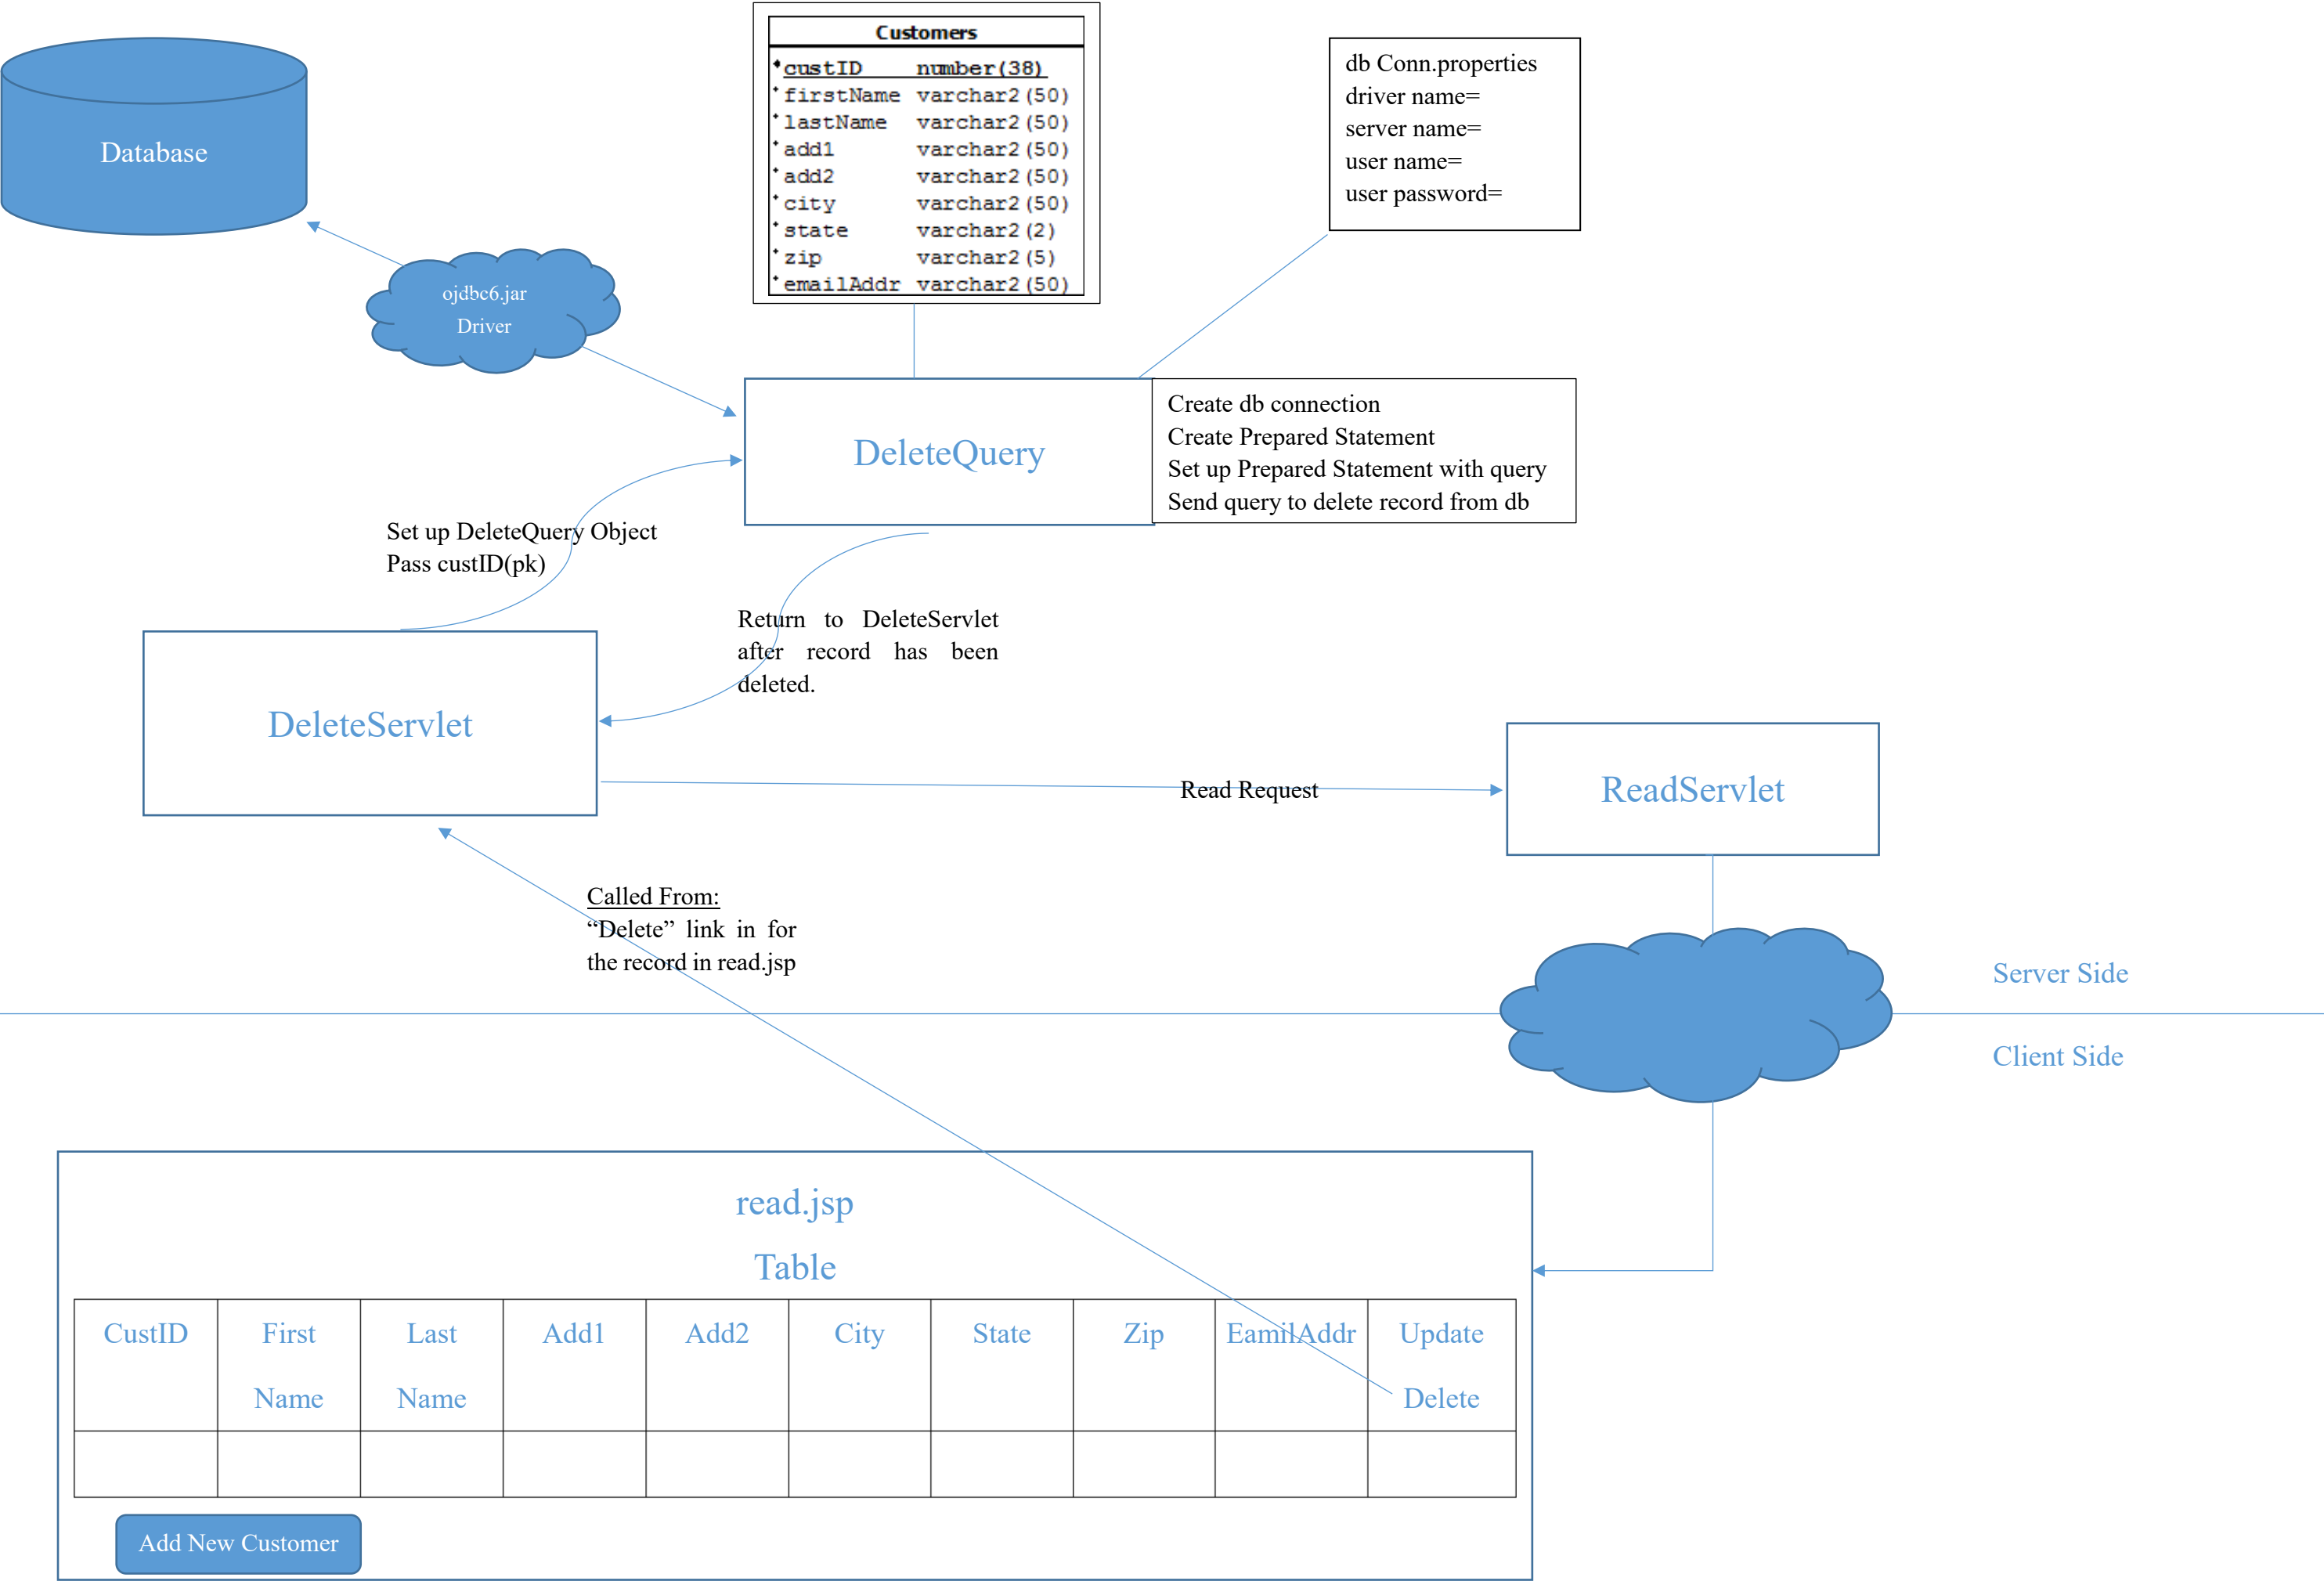 Customers
custID number(38)
firstName varchar2(50)
lastName varchar2(50)
add1 varchar2(50)
add2 varchar2(50)
city varchar2(50)
state varchar2(2)
zip varchar2(5)
emailAddr varchar2(50)
db Conn.properties
driver name=
server name=
user name=
user password=
Database
ojdbc6.jar
Driver
DeleteQuery
Create db connection
Create Prepared Statement
Set up Prepared Statement with query
Send query to delete record from db
Set up DeleteQuery Object
Pass custID(pk)
Return to DeleteServlet
after record has been
deleted.
DeleteServlet
Read Request
ReadServlet
Called From:
“Delete” link in for
the record in read.jsp
Server Side
Client Side
read.jsp
Table
CustID First Last Add1 Add2 City State Zip EamilAddr Update
Name Name Delete
Add New Customer